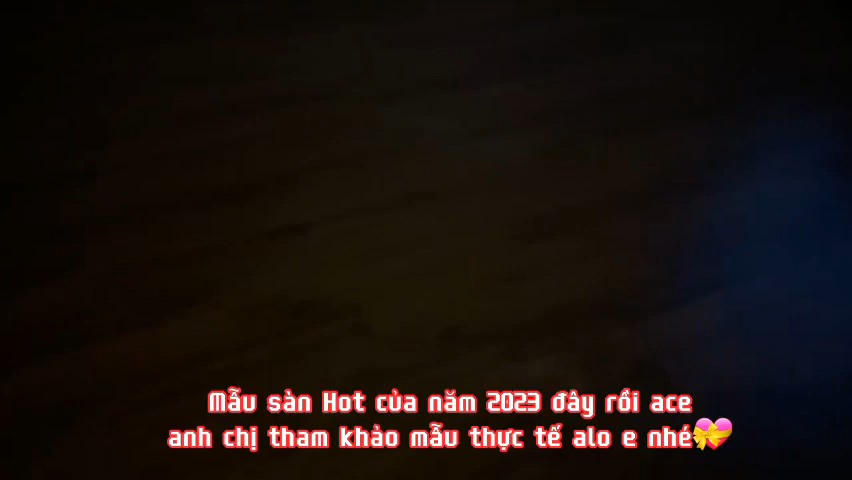 Mẫu sàn Hot của năm 2023 đây rồi ace
anh chị tham khảo mẫu thực tế alo e nhé💝